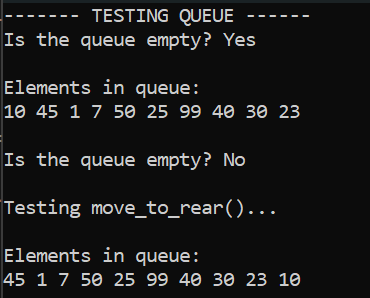 ------- TESTING QUEUE ------
Is the queue empty? Yes
Elements in queue:
10 45 1 7 50 25 99 40 30 23
Is the queue empty? No
Testing move_to_rear()...
Elements in queue:
45 1 7 50 25 99 40 30 23 10